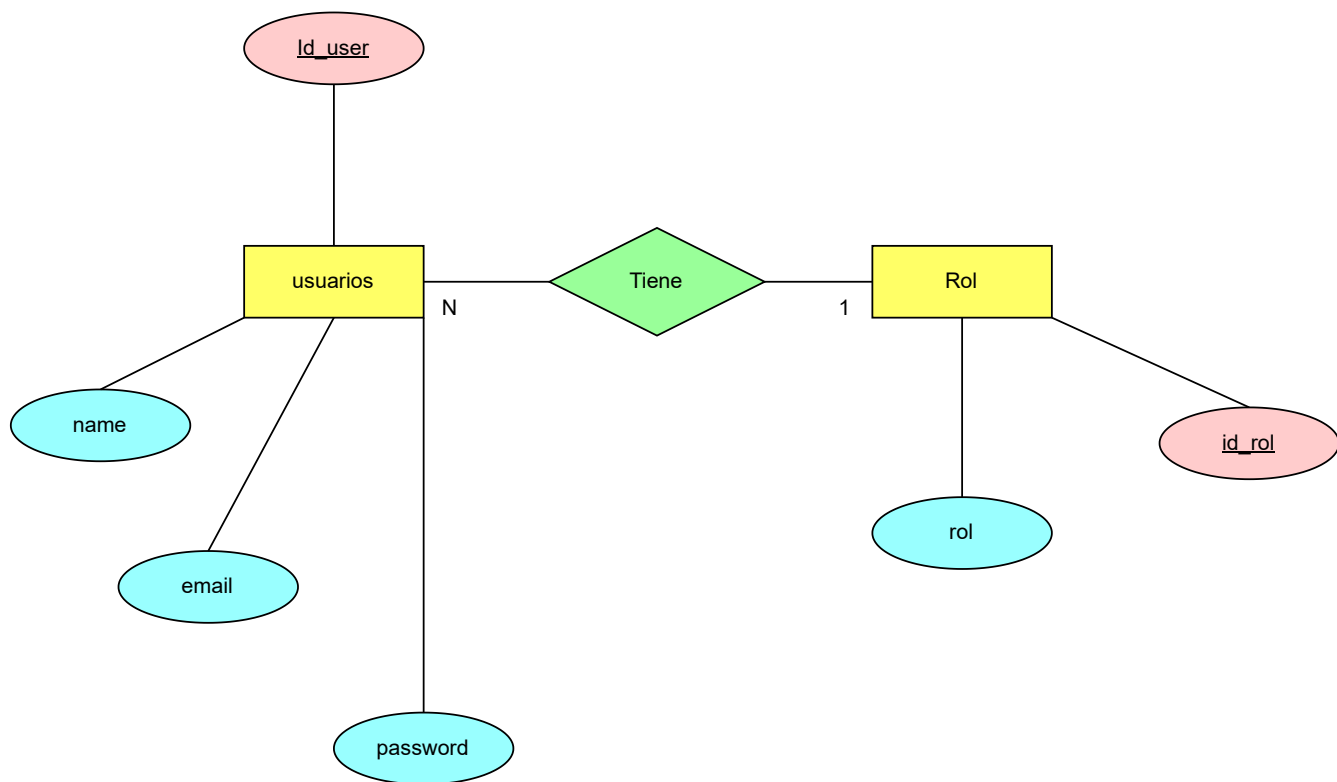 Id_user
usuarios
Tiene
Rol
N
1
name
id_rol
rol
email
password